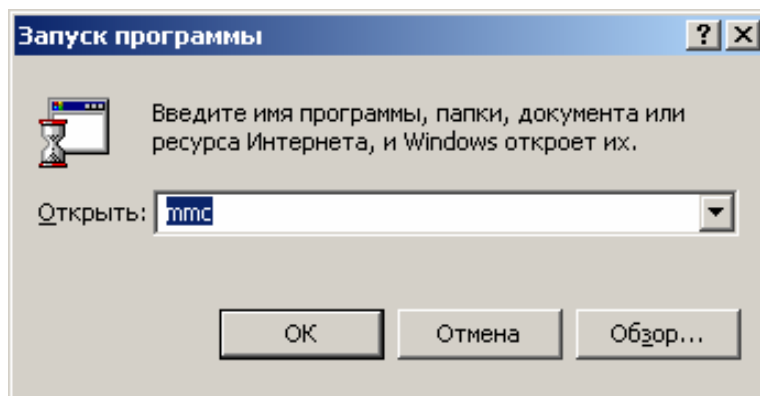 Запуск программы
Введите имя программы, папки, документа или
ресурса Интернета, и Windows откроет их.
Открыть: mmc
ОК Отмена Обзор...